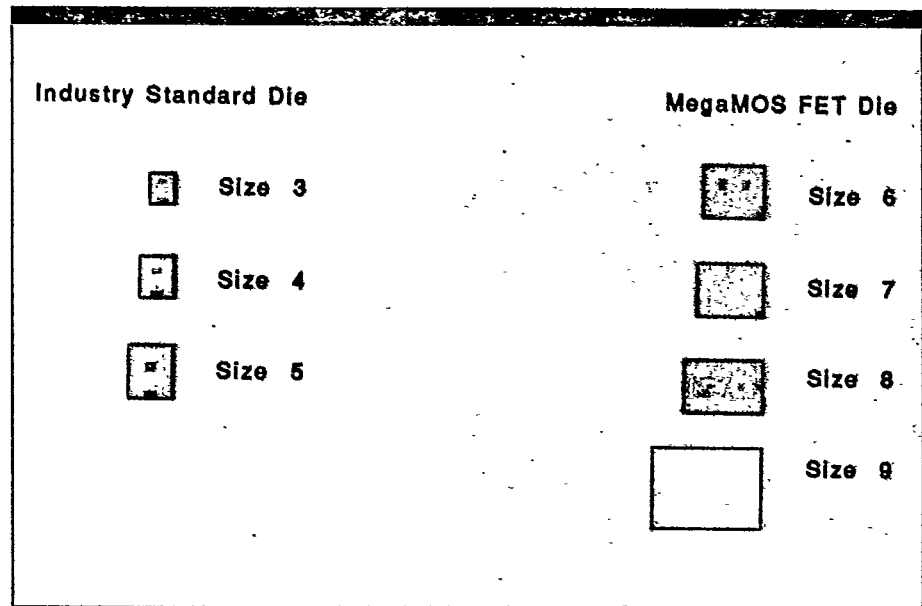 Industry Standard Die
Size 3
Size 4
Size 5
MegaMOS FET Die
Size 6
Size 7
Size 8
Size 9